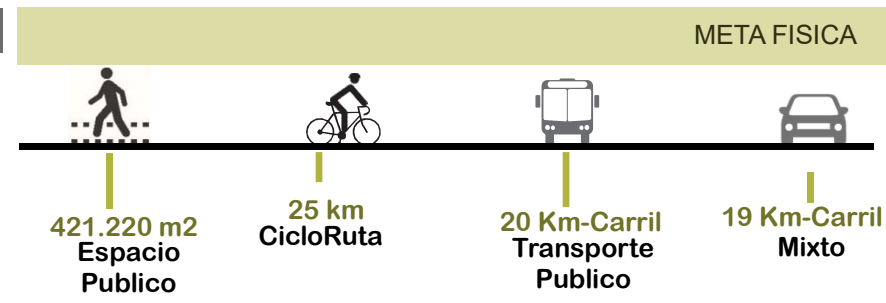 META FISICA
421.220 m2
Espacio
Publico
25 km
CicloRuta
20 Km-Carril
Transporte
Publico
19 Km-Carril
Mixto